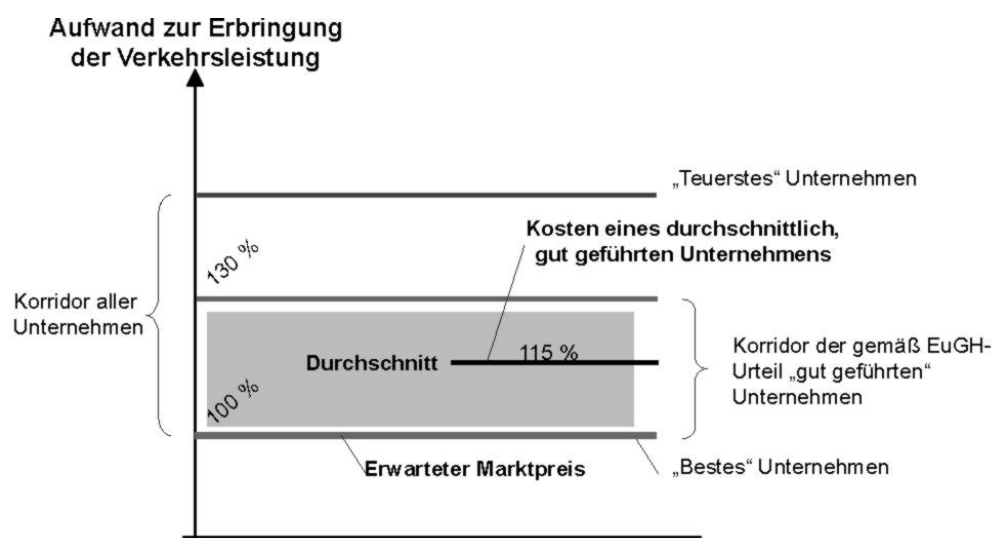 Aufwand zur Erbringung
der Verkehrsleistung
„Teuerstes“ Unternehmen
Kosten eines durchschnittlich,
gut geführten Unternehmens
130 %
Korridor aller
Unternehmen
115 %
Durchschnitt
Korridor der gemäß EuGH-
Urteil „gut geführten“
Unternehmen
100 %
Erwarteter Marktpreis
„Bestes“ Unternehmen